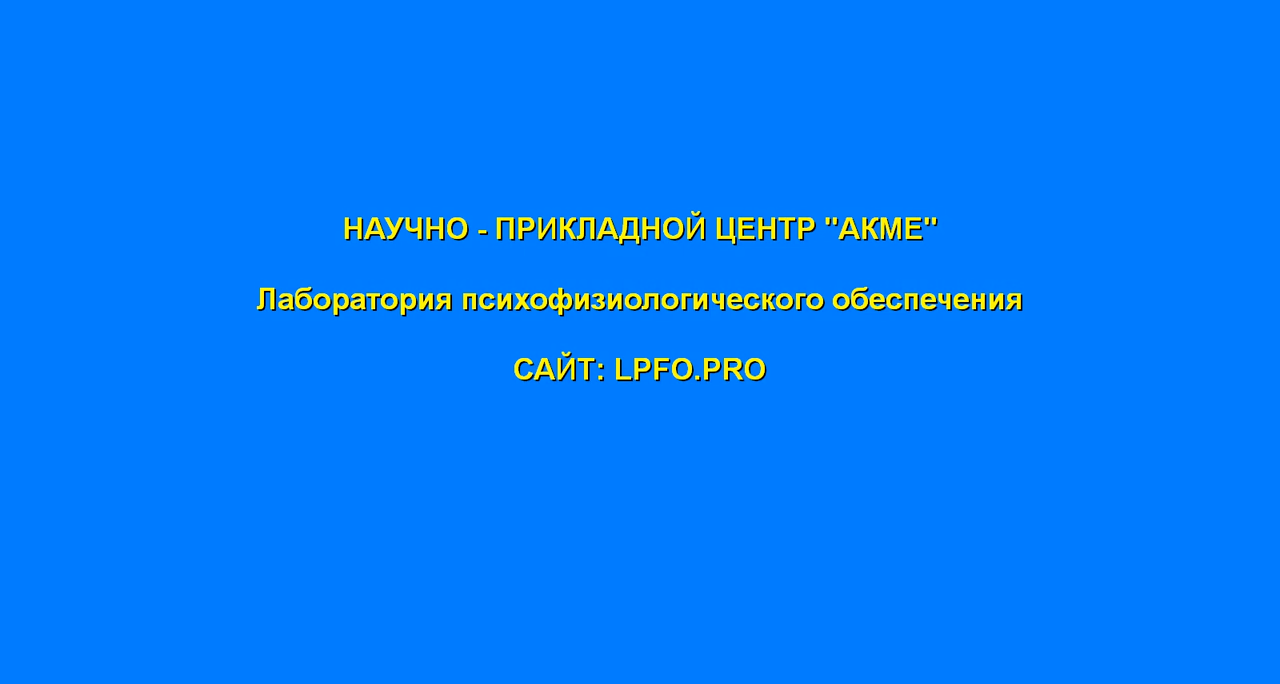 НАУЧНО - ПРИКЛАДНОЙ ЦЕНТР "АКМЕ"
Лаборатория психофизиологического обеспечения
САЙТ: LPFO.PRO